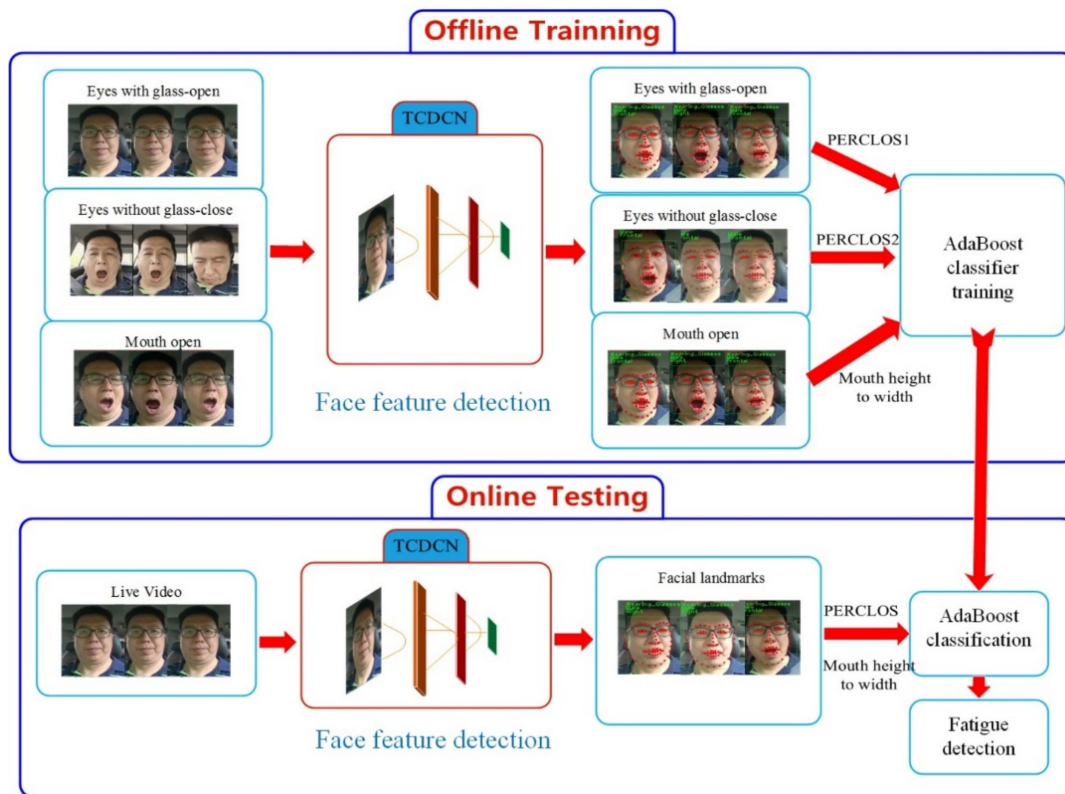 Offline Trainning
Eyes with glass-open
Eyes without glass-close
Mouth open
TCDCN
Face feature detection
Eyes with glass-open
Eyes without glass-close
Mouth open
PERCLOS1
PERCLOS2
Mouth height
to width
AdaBoost
classifier
training
Online Testing
Live Video
TCDCN
Face feature detection
Facial landmarks
PERCLOS
Mouth height
to width
AdaBoost
classification
Fatigue
detection